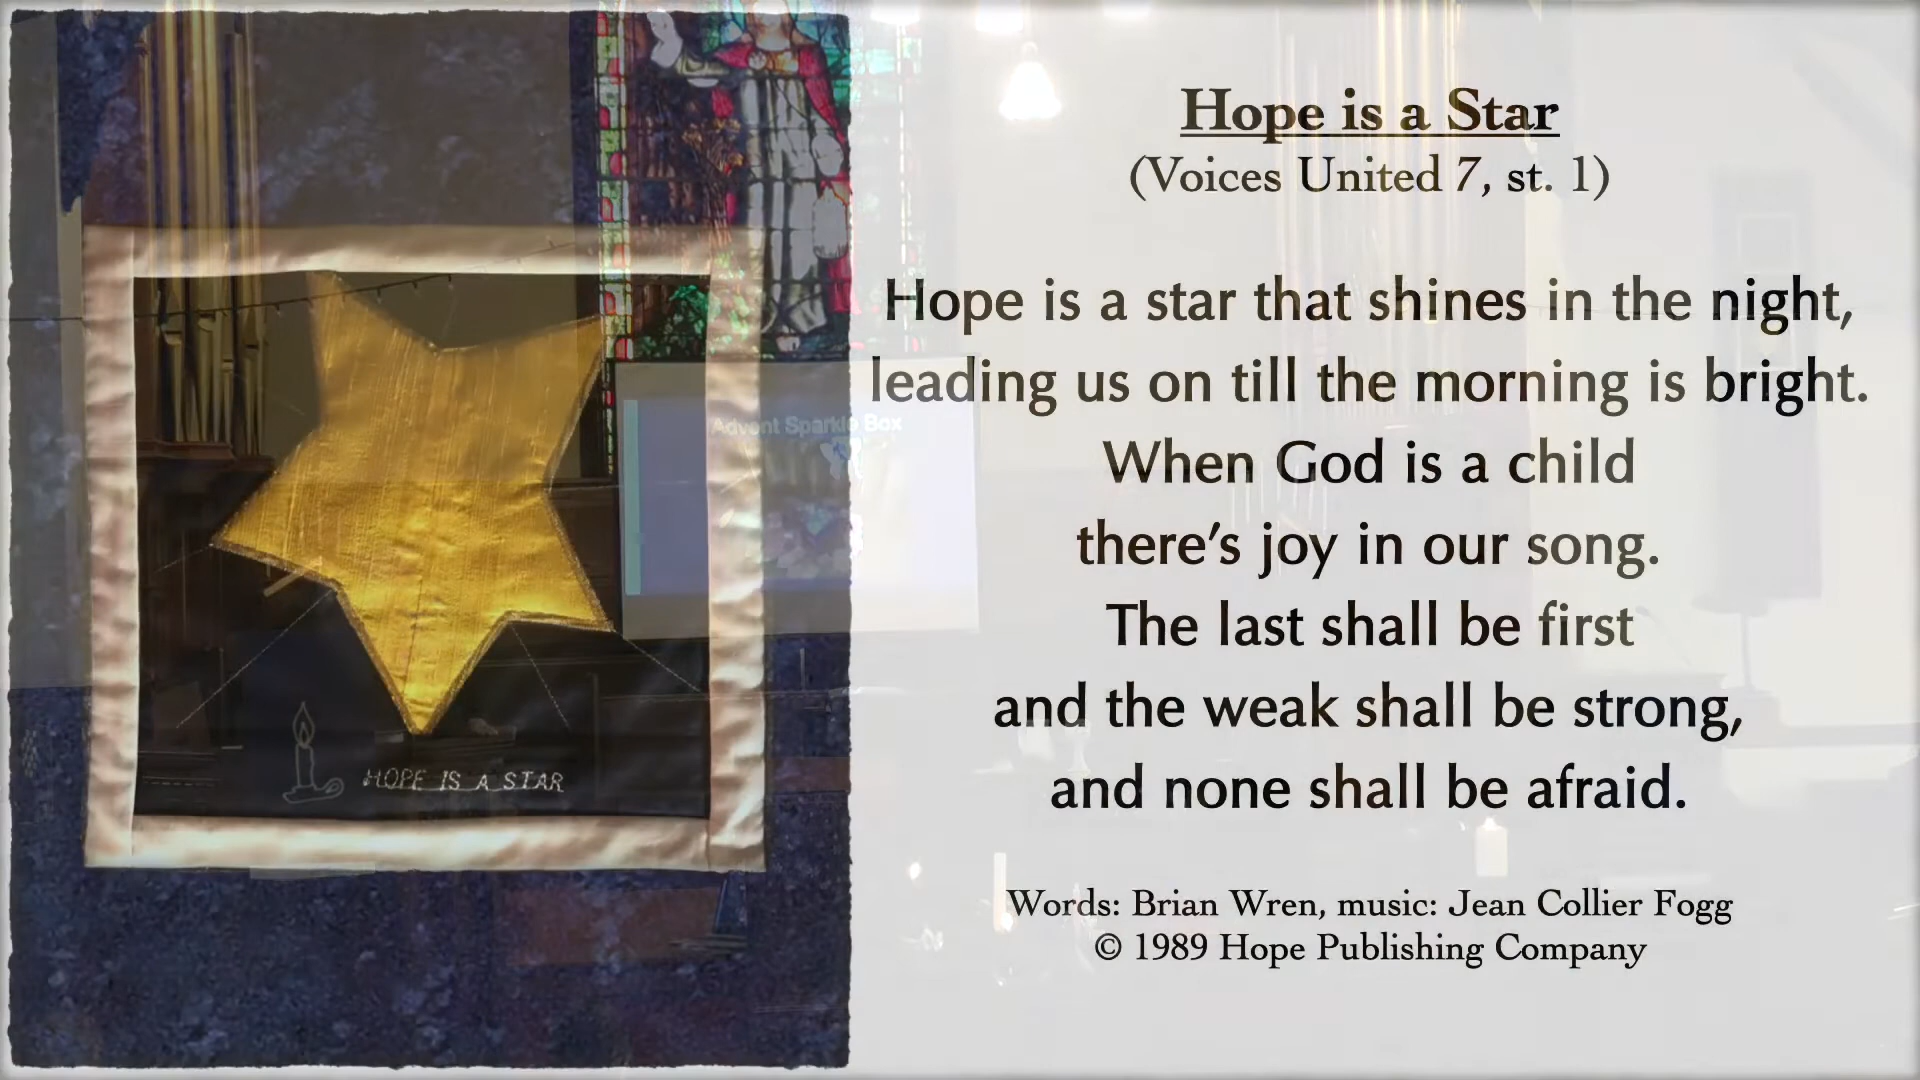 Hope is a Star
(Voices United 7, st. 1)
Hope is a star that shines in the night,
leading us on till the morning is bright.
When God is a child
there's joy in our song.
The last shall be first
and the weak shall be strong,
and none shall be afraid.
Words: Brian Wren, music: Jean Collier Fogg
© 1989 Hope Publishing Company
Advent Sparkle Box
HOPE IS A STAR